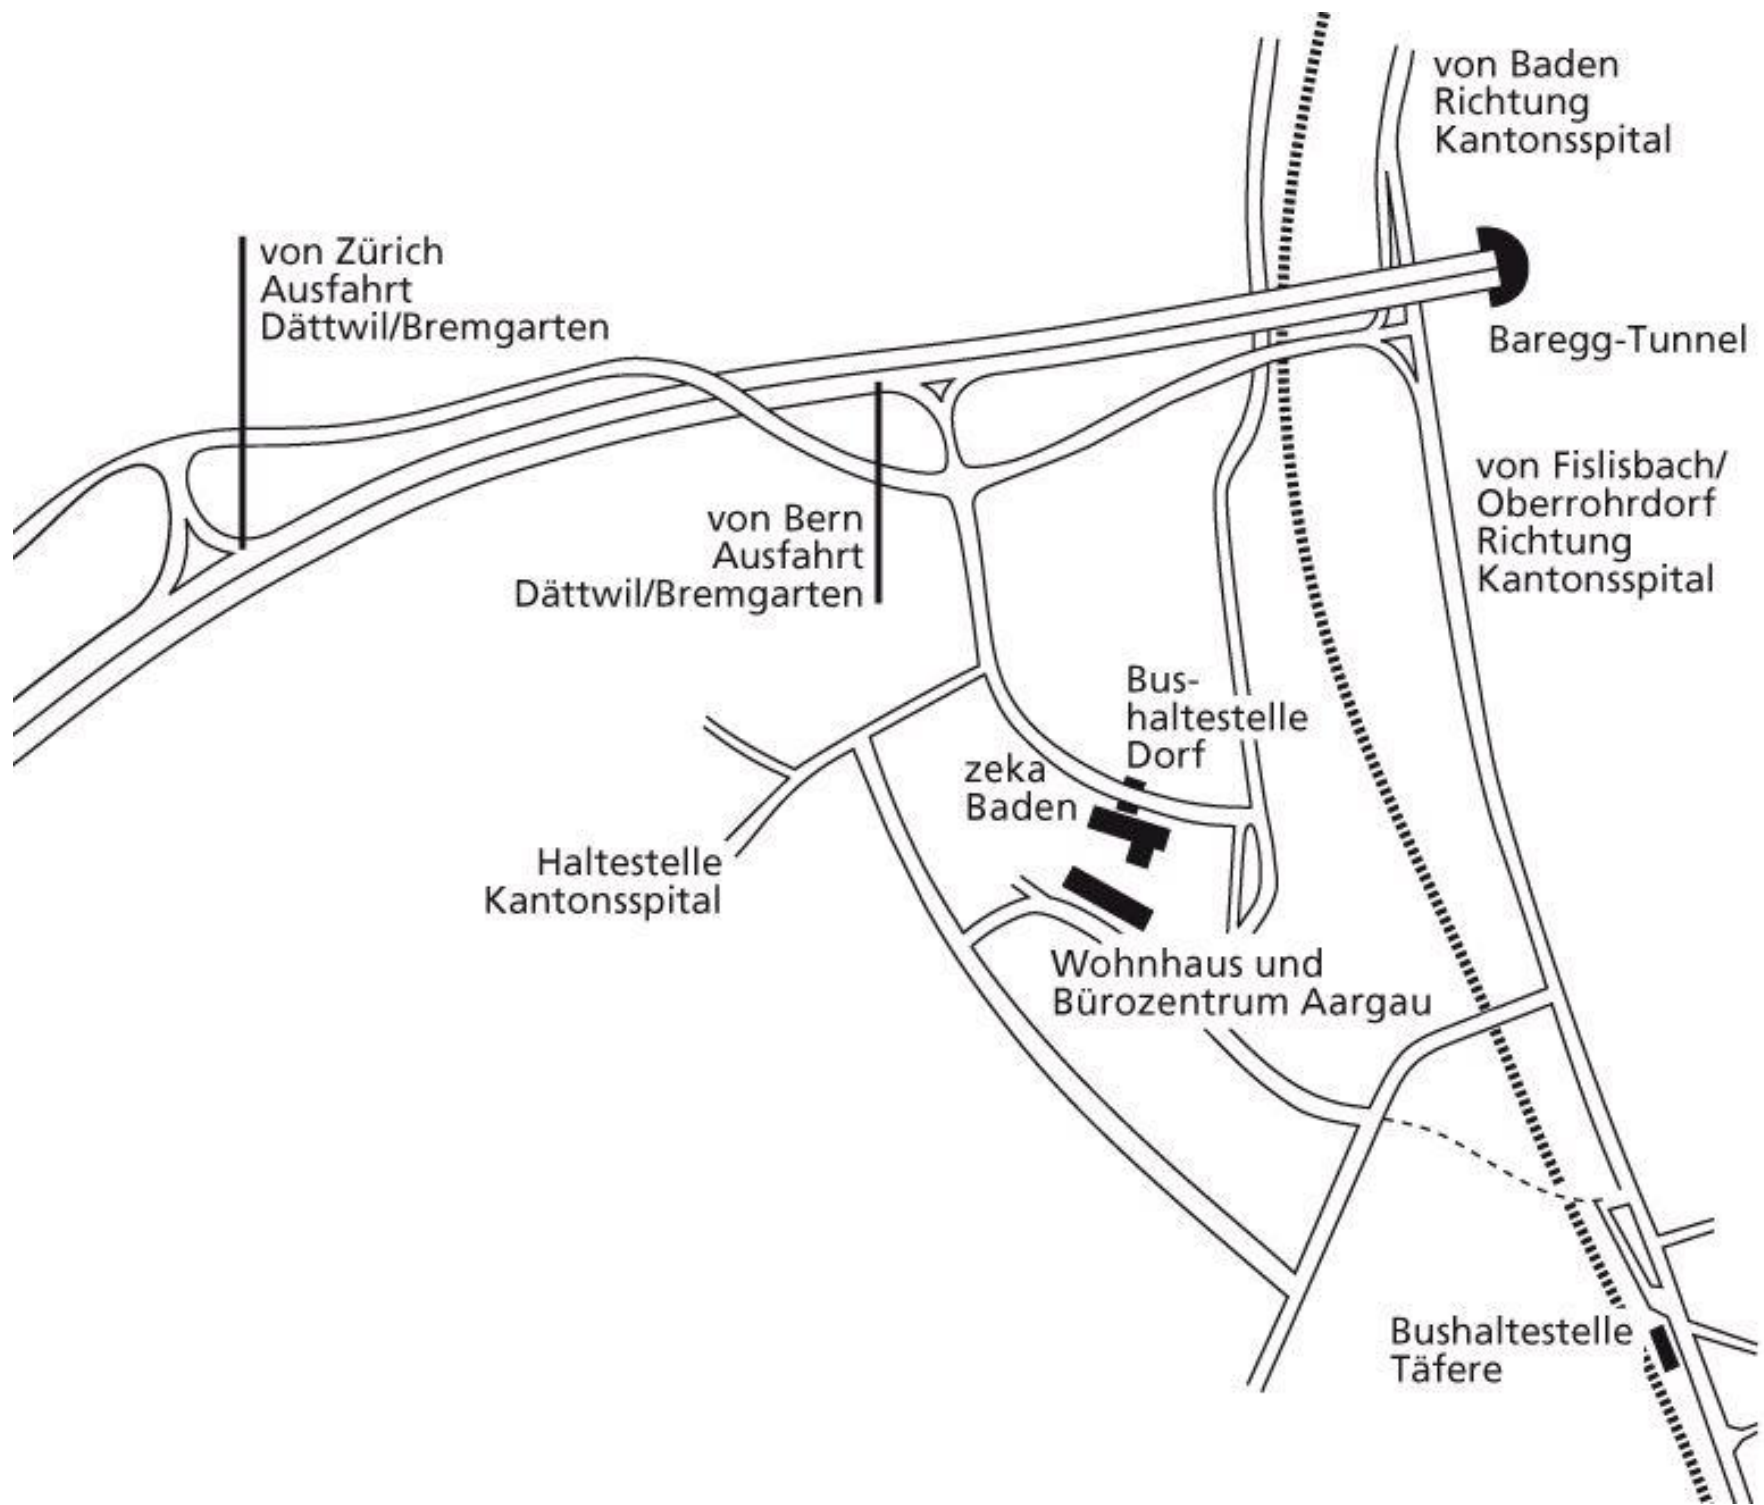 von Baden
Richtung
Kantonsspital
von Zürich
Ausfahrt
Dättwil/Bremgarten
Baregg-Tunnel
von Fislisbach/
Oberrohrdorf
Richtung
Kantonsspital
von Bern
Ausfahrt
Dättwil/Bremgarten
Bus-
haltestelle
Dorf
zeka
Baden
Haltestelle
Kantonsspital
Wohnhaus und
Bürozentrum Aargau
Bushaltestelle
Täfere